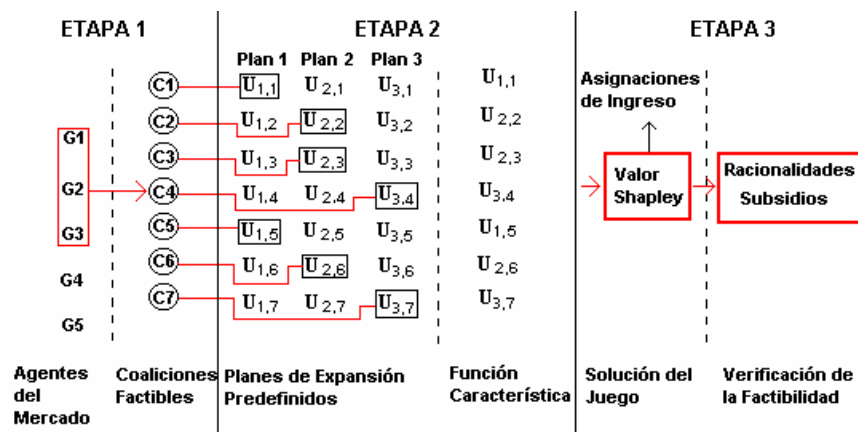 ETAPA 1
ETAPA 2
ETAPA 3
Plan 1 Plan 2 Plan 3
C1 U1,1 U2,1 U3,1 U1,1
C2 U1,2 U2,2 U3,2 U2,2
C3 U1,3 U2,3 U3,3 U2,3
C4 U1,4 U2,4 U3,4 U3,4
C5 U1,5 U2,5 U3,5 U1,5
C6 U1,6 U2,6 U3,6 U2,6
C7 U1,7 U2,7 U3,7 U3,7
G1
G2
G3
G4
G5
Asignaciones
de Ingreso
Valor
Shapley
Racionalidades
Subsidios
Agentes
del
Mercado
Coaliciones
Factibles
Planes de Expansión
Predefinidos
Función
Característica
Solución del
Juego
Verificación de
la Factibilidad